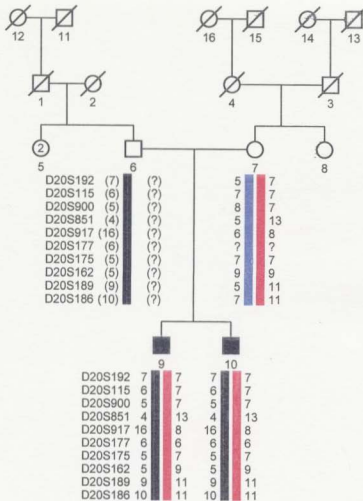 12 11 16 15 14 13
1 2 4 3
2
5 6 7 8
D20S192 (7) (?) 5 7
D20S115 (6) (?) 7 7
D20S900 (5) (?) 8 7
D20S851 (4) (?) 5 13
D20S917 (16) (?) 6 8
D20S177 (6) (?) ? ?
D20S175 (5) (?) 7 7
D20S162 (5) (?) 9 9
D20S189 (9) (?) 5 11
D20S186 (10) (?) 7 11
9 10
D20S192 7 7 7 7
D20S115 6 7 6 7
D20S900 5 7 5 7
D20S851 4 13 4 13
D20S917 16 8 16 8
D20S177 6 6 6 6
D20S175 5 7 5 7
D20S162 5 9 5 9
D20S189 9 11 9 11
D20S186 10 11 10 11